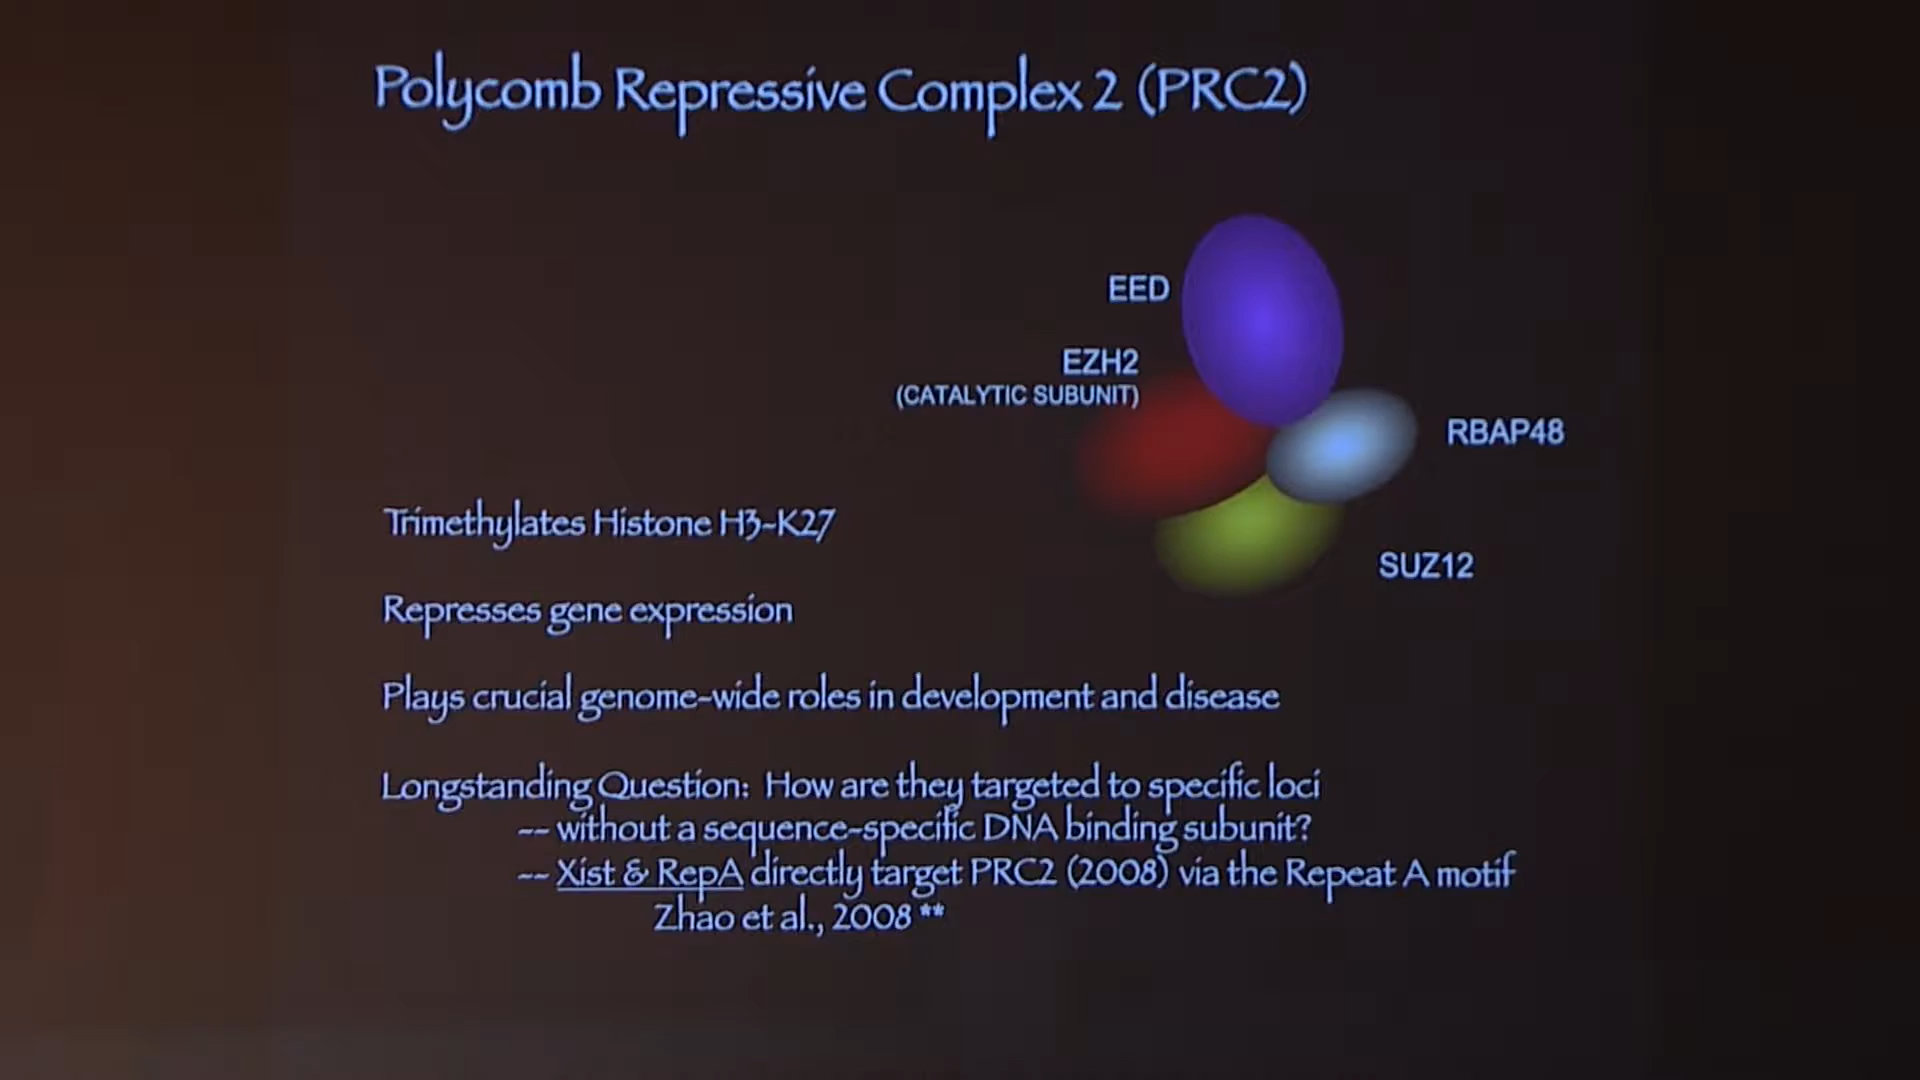 Polycomb Repressive Complex 2 (PRC2)
EED
EZH2
(CATALYTIC SUBUNIT)
RBAP48
SUZ12
Trimethylates Histone H3-K27
Represses gene expression
Plays crucial genome-wide roles in development and disease
Longstanding Question: How are they targeted to specific loci
-- without a sequence-specific DNA binding subunit?
-- Xist & RepA directly target PRC2 (2008) via the Repeat A motif
Zhao et al., 2008 **